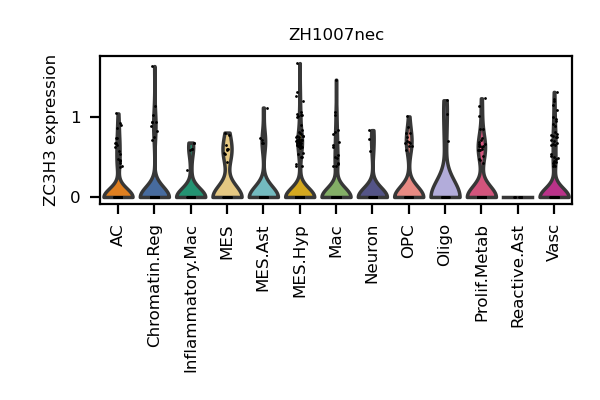 ZH1007nec
ZC3H3 expression
1
0
AC
Chromatin.Reg
Inflammatory.Mac
MES
MES.Ast
MES.Hyp
Mac
Neuron
OPC
Oligo
Prolif.Metab
Reactive.Ast
Vasc